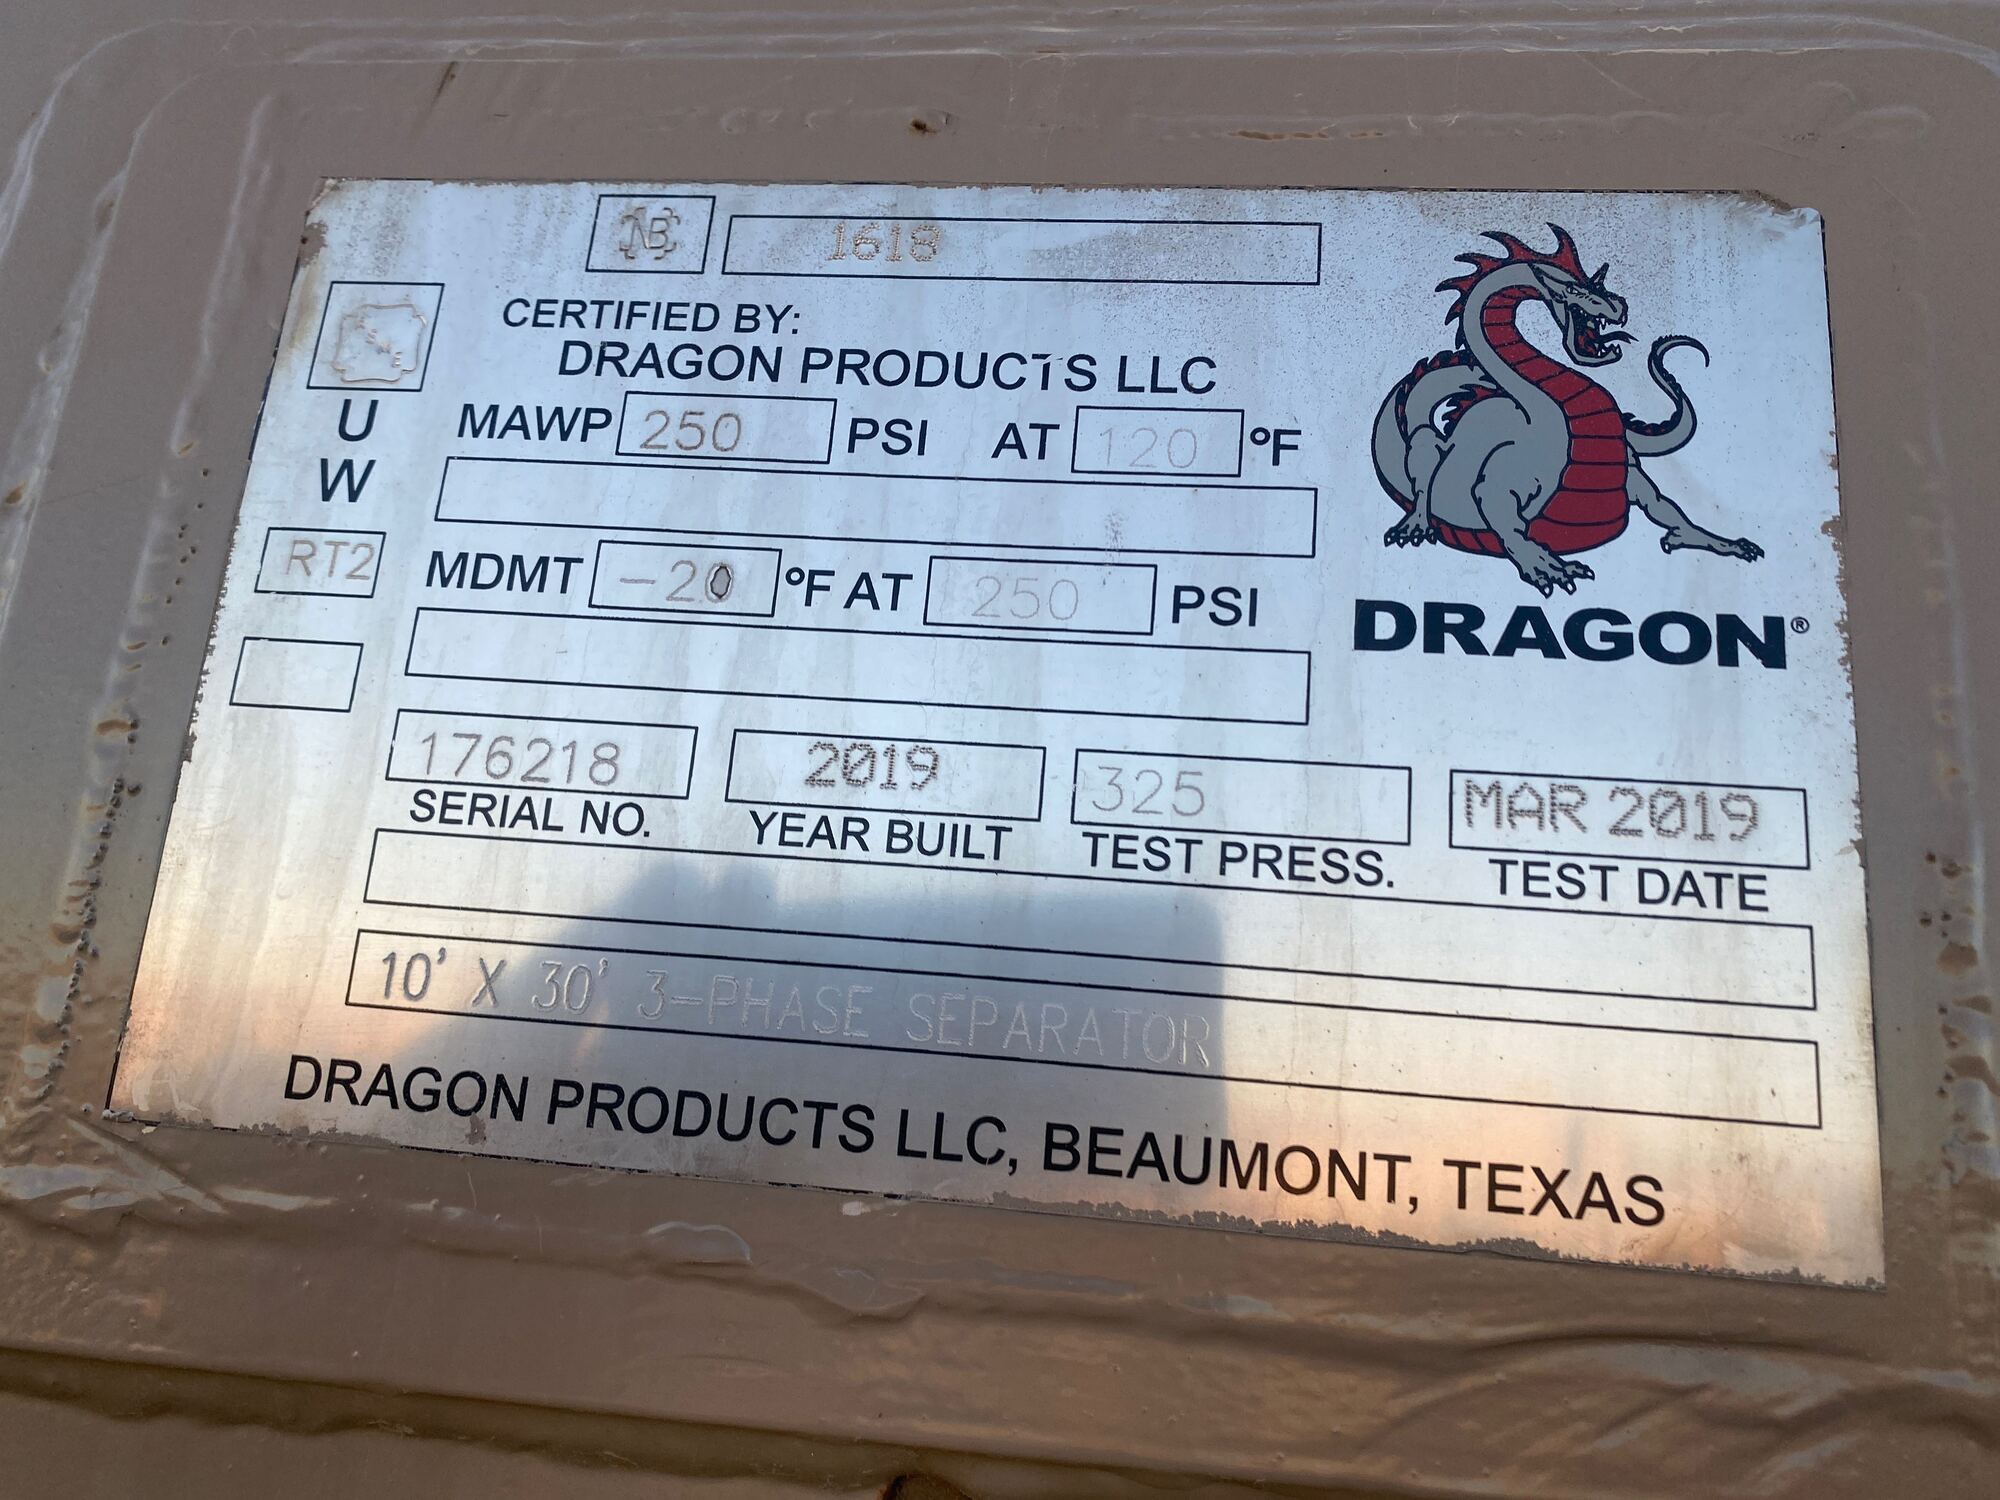 NB 1618
CERTIFIED BY:
DRAGON PRODUCTS LLC
U
W
RT2
MAWP 250 PSI AT 120 °F
MDMT -20 °F AT 250 PSI
DRAGON®
176218 2019 325 MAR 2019
SERIAL NO. YEAR BUILT TEST PRESS. TEST DATE
10' X 30' 3-PHASE SEPARATOR
DRAGON PRODUCTS LLC, BEAUMONT, TEXAS